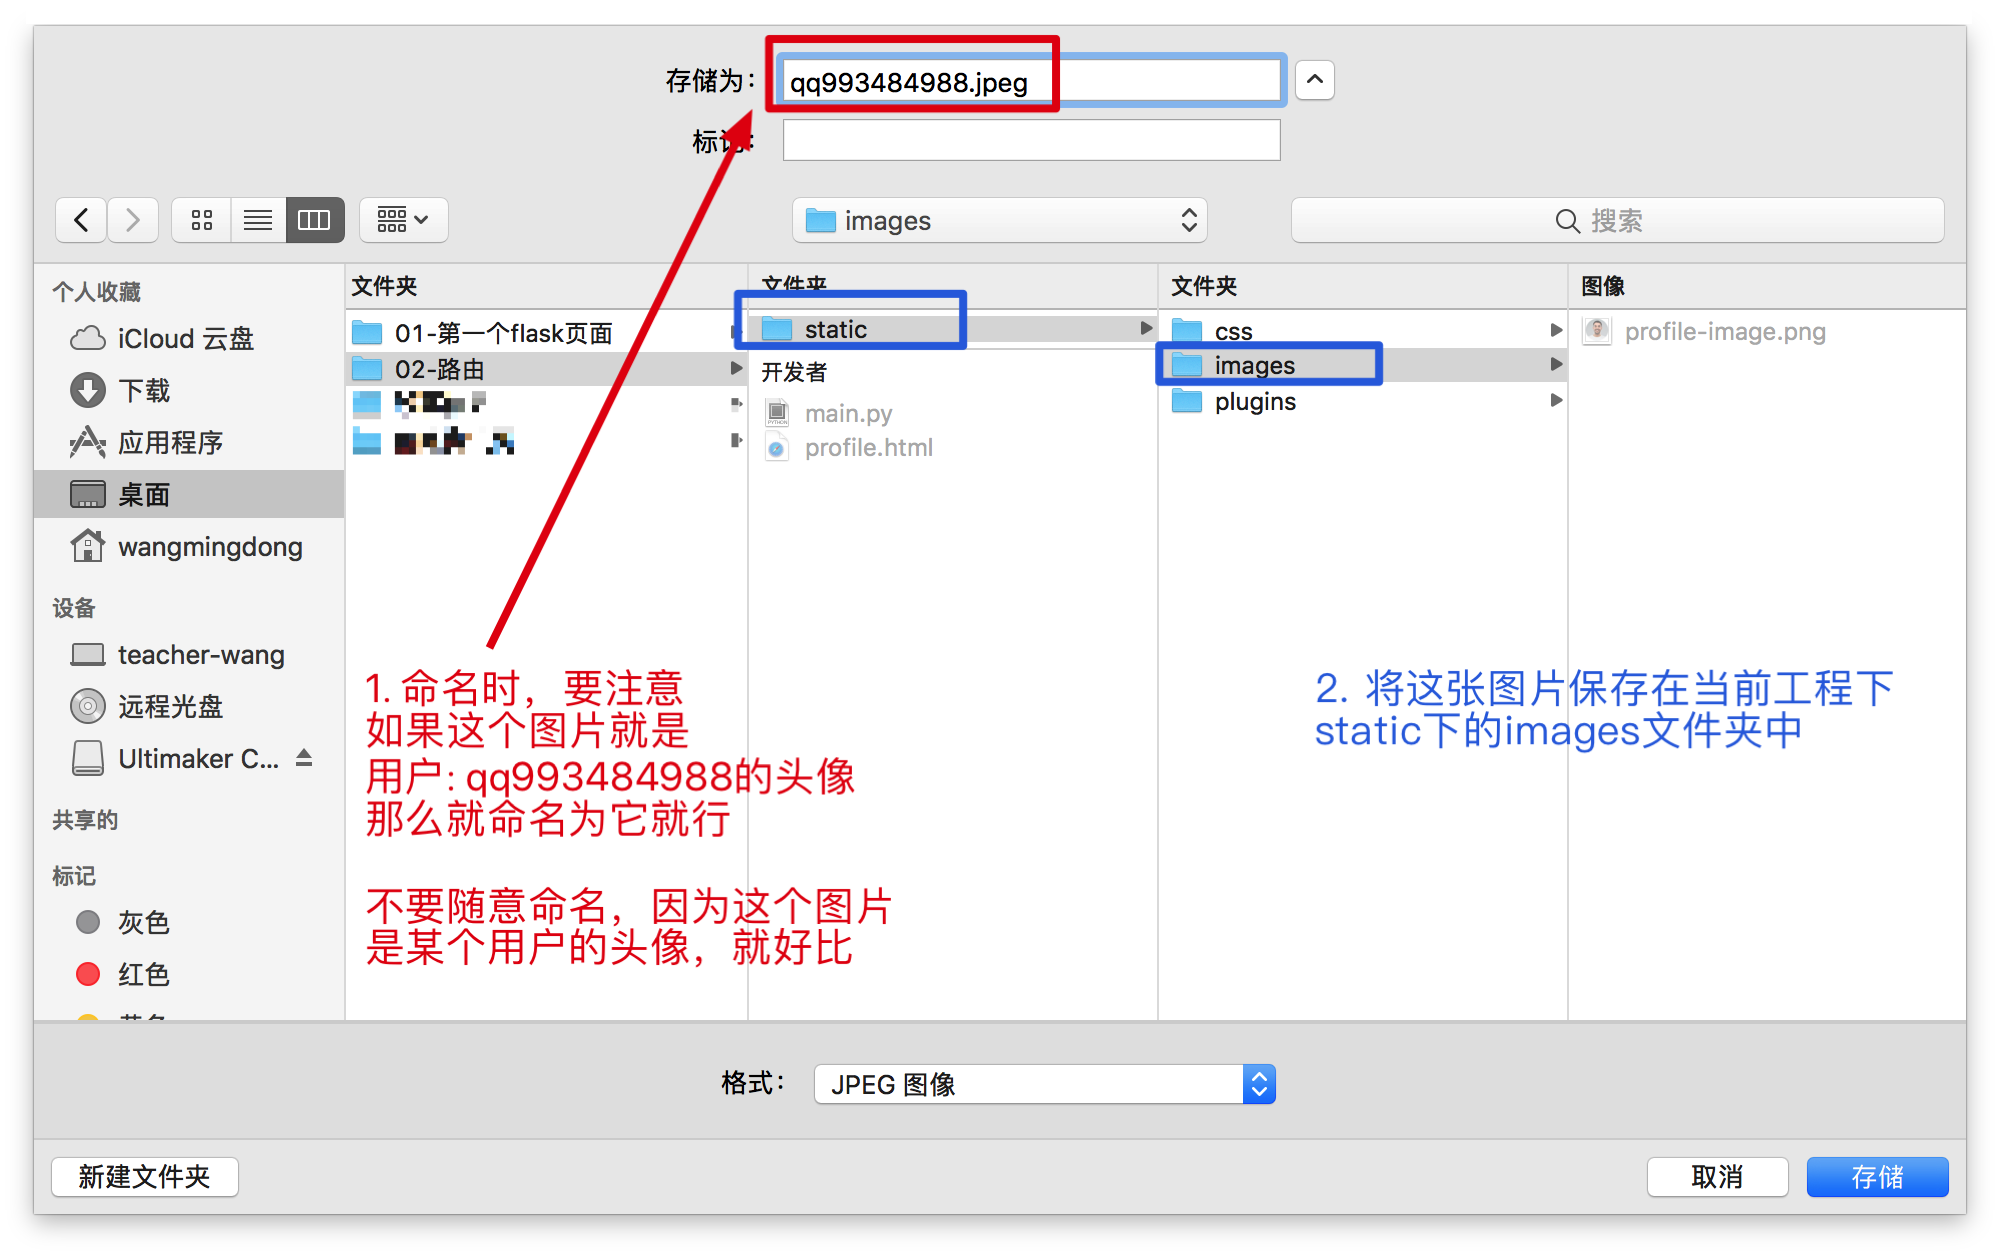 存储为：
qq993484988.jpeg
标记：
images
搜索
个人收藏
iCloud 云盘
下载
应用程序
桌面
wangmingdong
设备
teacher-wang
远程光盘
Ultimaker C...
共享的
标记
灰色
红色
文件夹
01-第一个flask页面
02-路由
文件夹
static
开发者
main.py
profile.html
文件夹
css
images
plugins
图像
profile-image.png
1. 命名时，要注意
如果这个图片就是
用户: qq993484988的头像
那么就命名为它就行
不要随意命名，因为这个图片
是某个用户的头像，就好比
2. 将这张图片保存在当前工程下
static下的images文件夹中
格式：
JPEG 图像
新建文件夹
取消
存储